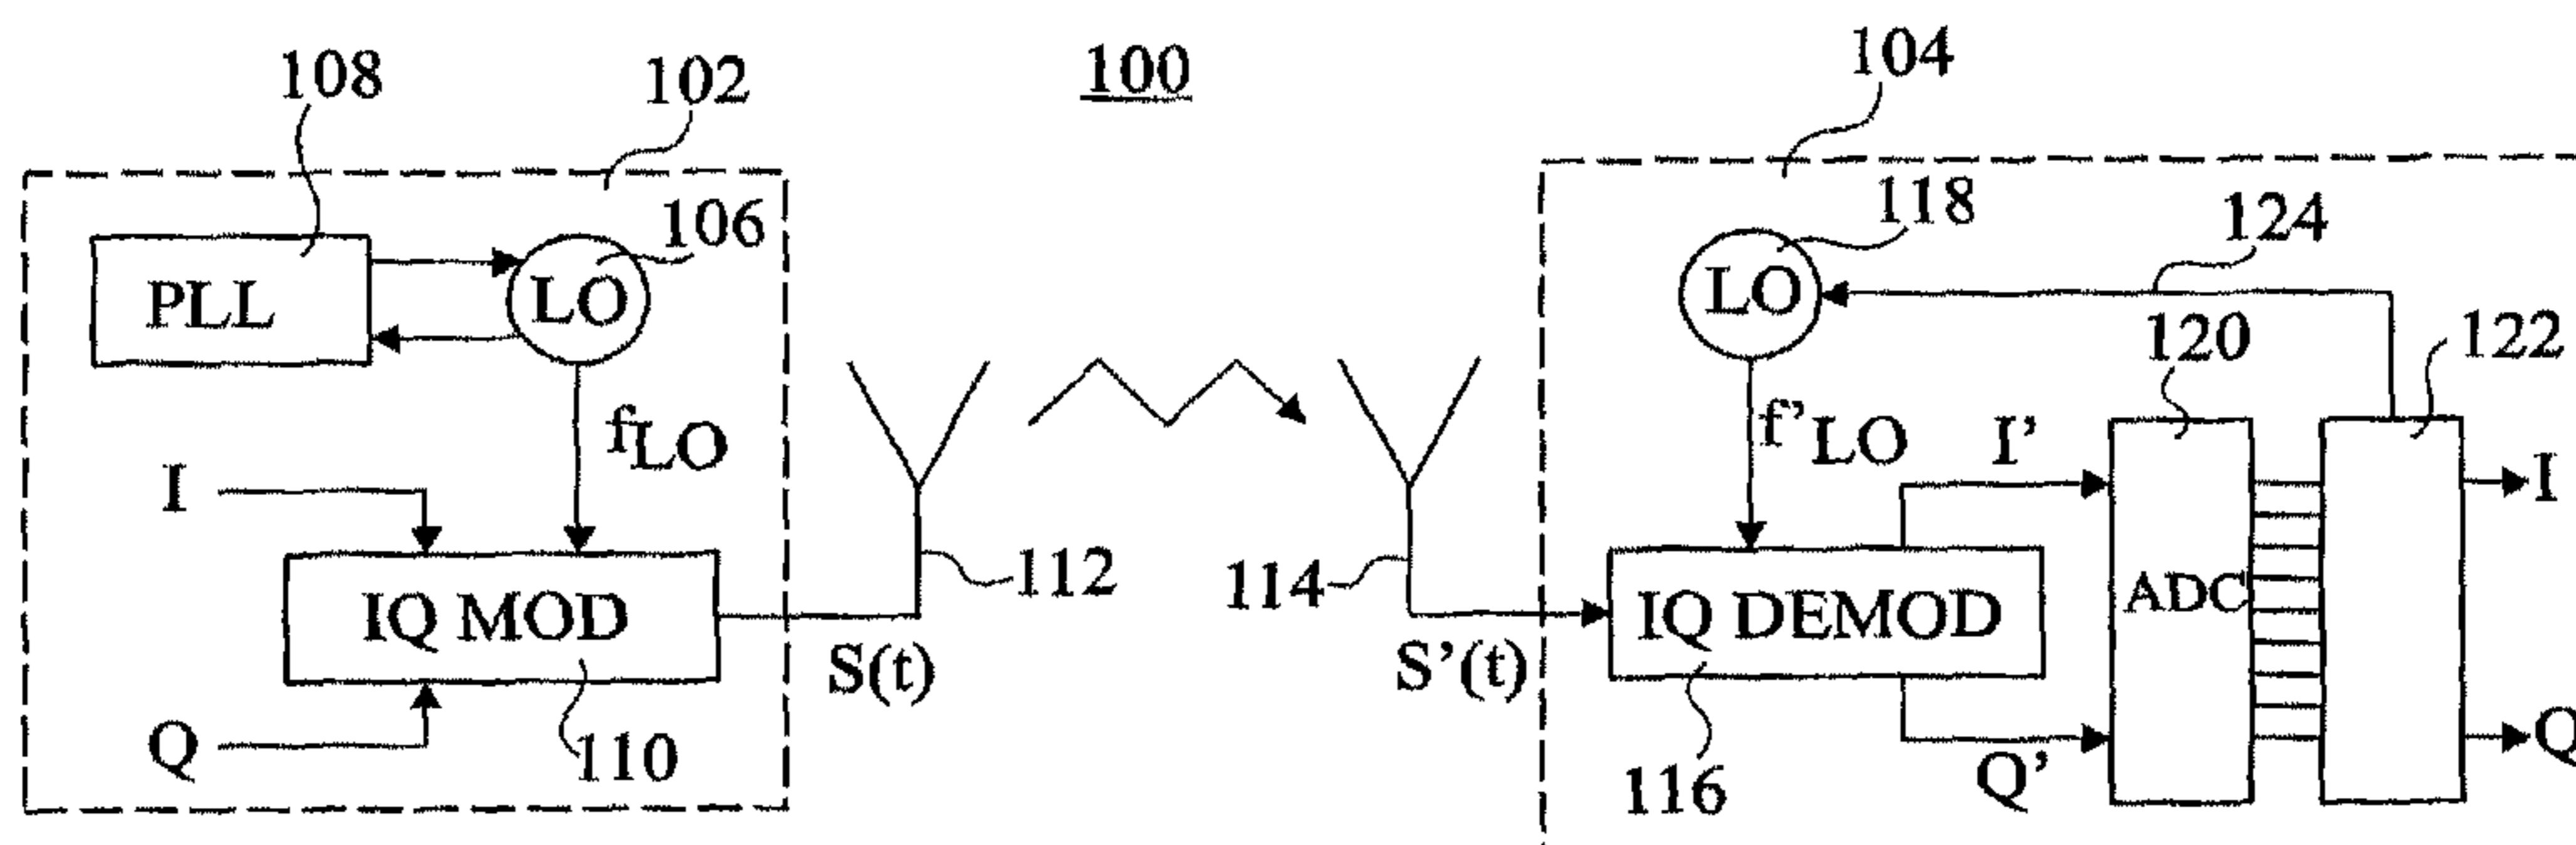 100
108
102
106
PLL
LO
fLO
I
IQ MOD
Q
110
S(t)
112
104
118
LO
124
120
122
f’LO
I’
ADC
I
114
IQ DEMOD
S’(t)
116
Q’
Q